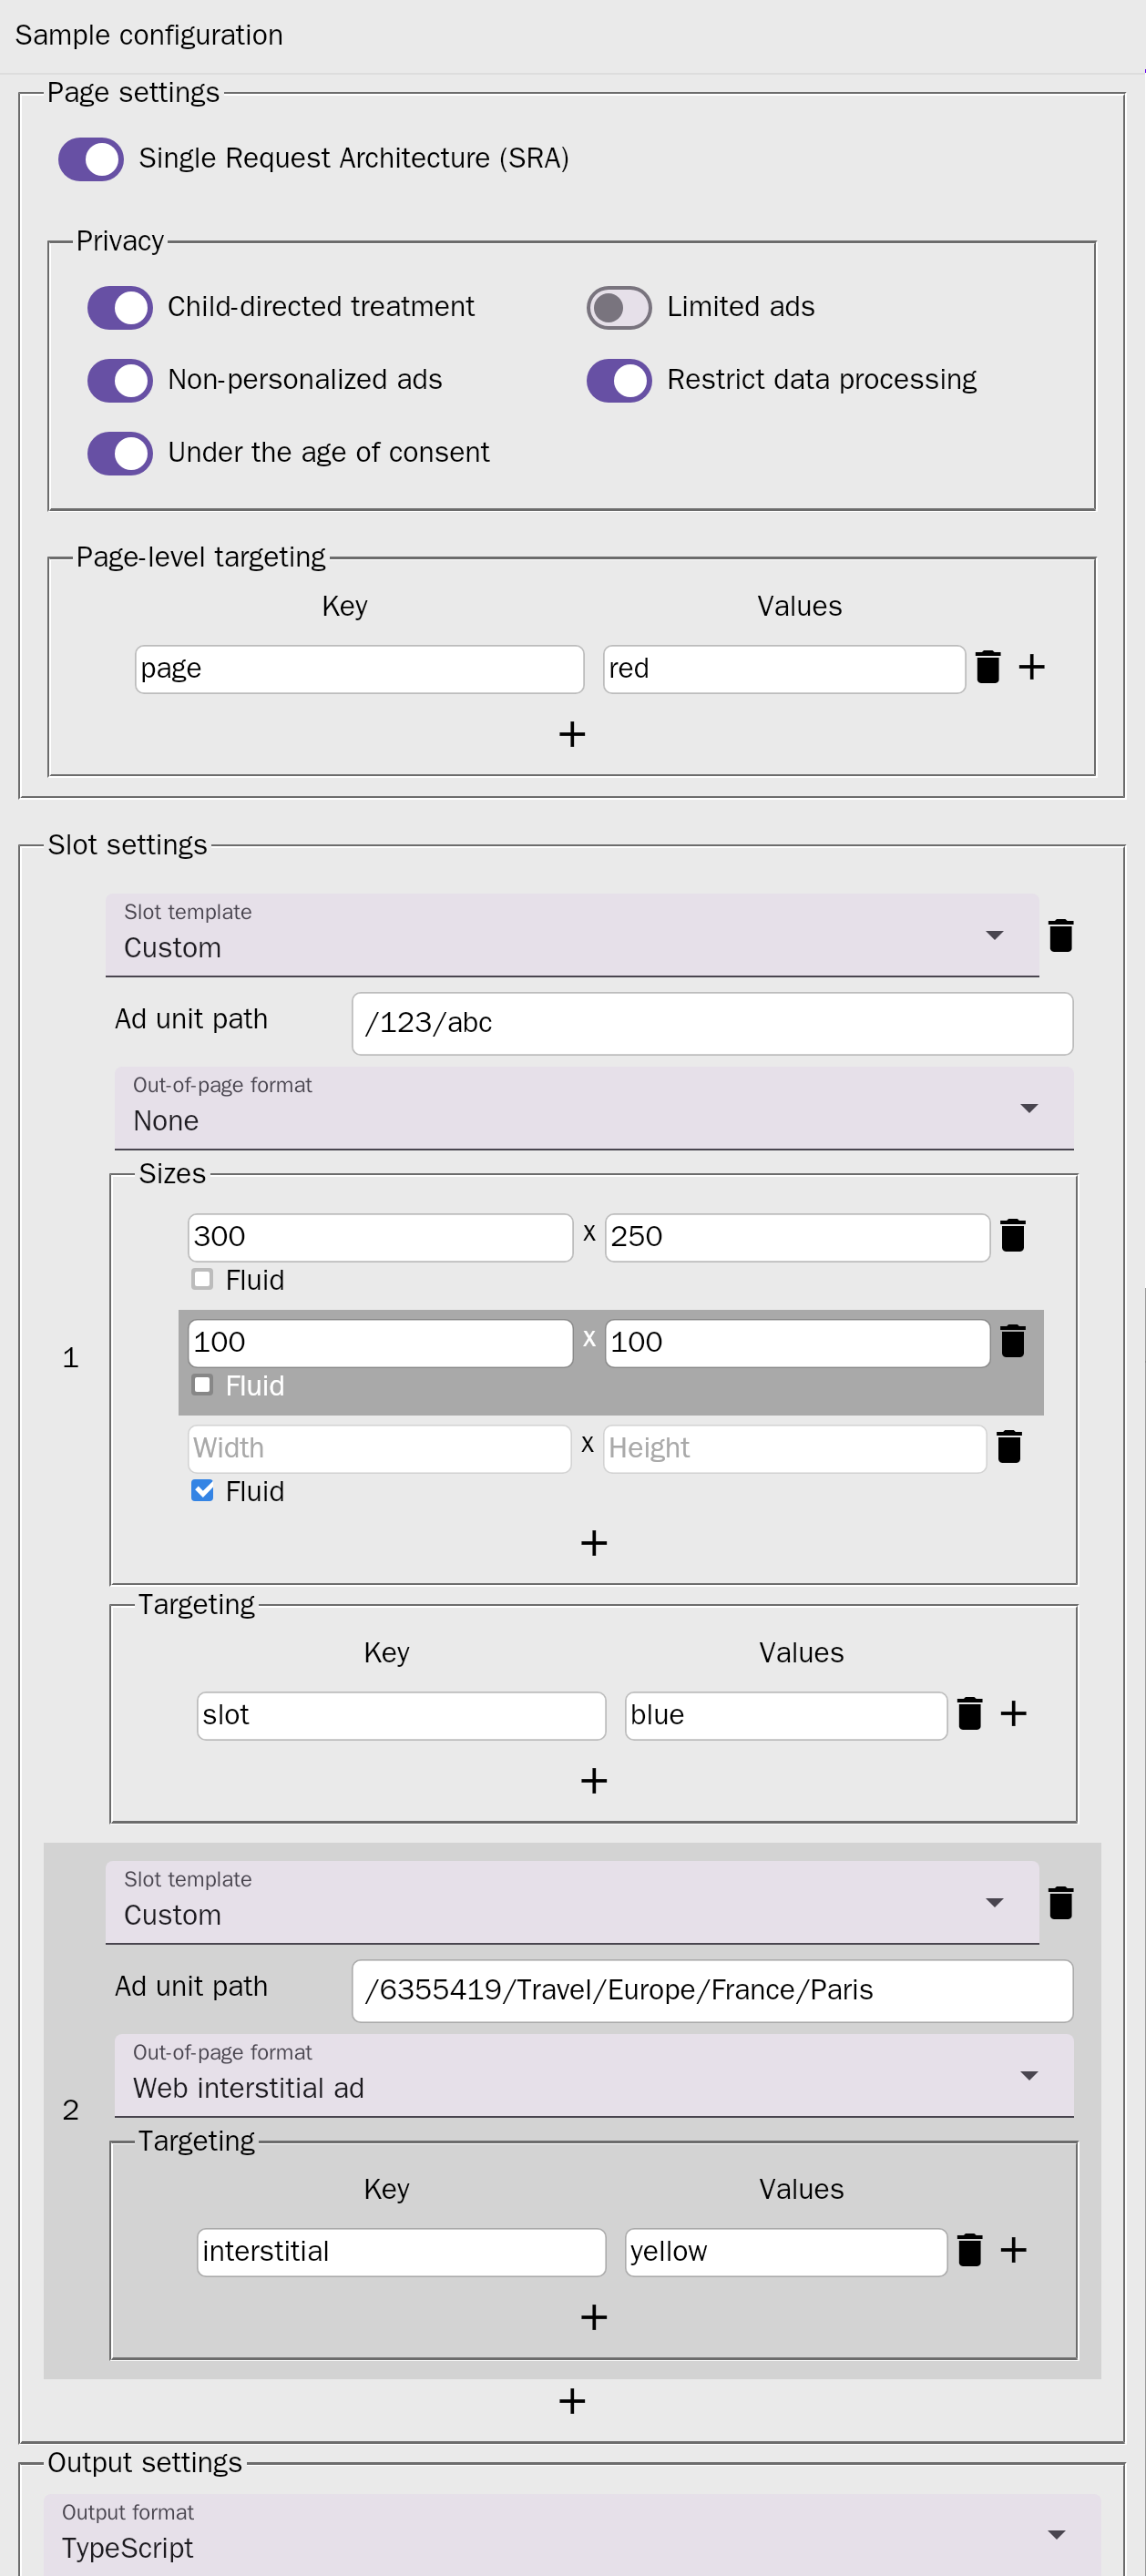 Sample configuration
Page settings
Single Request Architecture (SRA)
Privacy
Child-directed treatment
Limited ads
Non-personalized ads
Restrict data processing
Under the age of consent
Page-level targeting
Key
Values
page
red
Slot settings
Slot template
Custom
Ad unit path
/123/abc
Out-of-page format
None
Sizes
300 x 250
Fluid
1
100 x 100
Fluid
Width x Height
Fluid
Targeting
Key
Values
slot
blue
Slot template
Custom
Ad unit path
/6355419/Travel/Europe/France/Paris
Out-of-page format
Web interstitial ad
2
Targeting
Key
Values
interstitial
yellow
Output settings
Output format
TypeScript